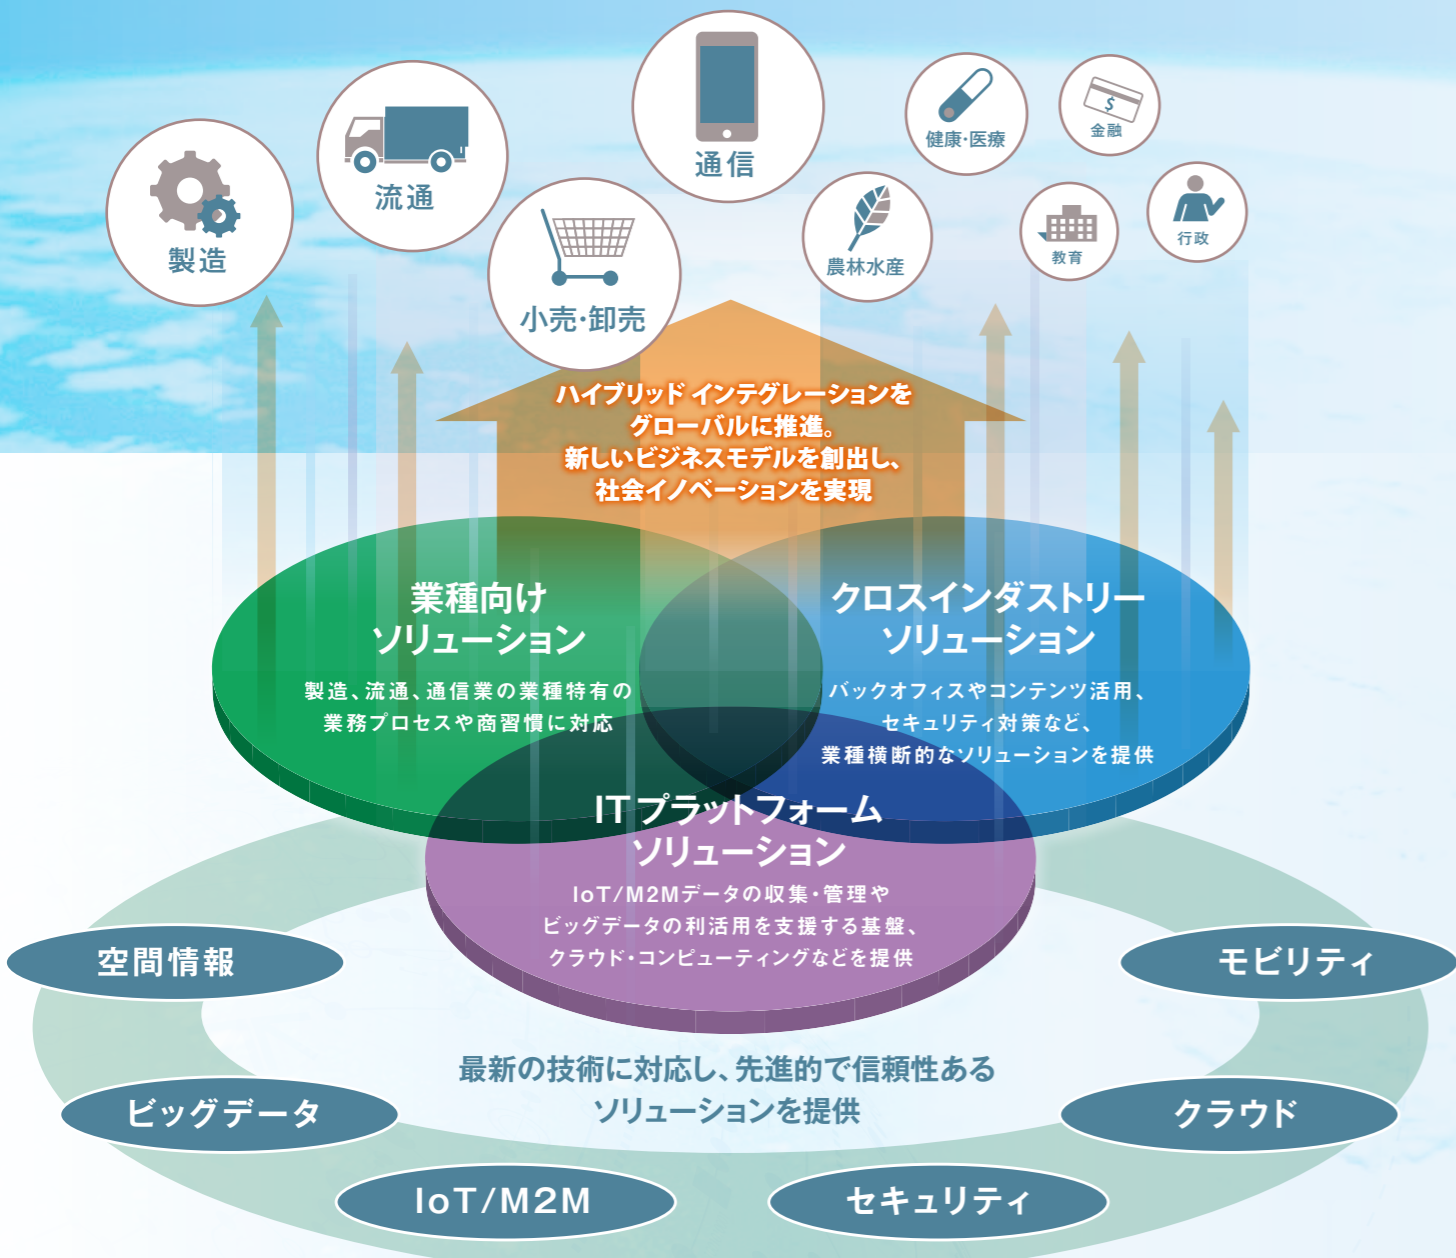 製造
流通
小売・卸売
通信
農林水産
健康・医療
金融
教育
行政
ハイブリッド インテグレーションを
グローバルに推進。
新しいビジネスモデルを創出し、
社会イノベーションを実現
業種向け
ソリューション
製造、流通、通信業の業種特有の
業務プロセスや商習慣に対応
クロスインダストリー
ソリューション
バックオフィスやコンテンツ活用、
セキュリティ対策など、
業種横断的なソリューションを提供
ITプラットフォーム
ソリューション
IoT/M2Mデータの収集・管理や
ビッグデータの利活用を支援する基盤、
クラウド・コンピューティングなどを提供
空間情報
モビリティ
最新の技術に対応し、先進的で信頼性ある
ソリューションを提供
ビッグデータ
クラウド
IoT/M2M
セキュリティ